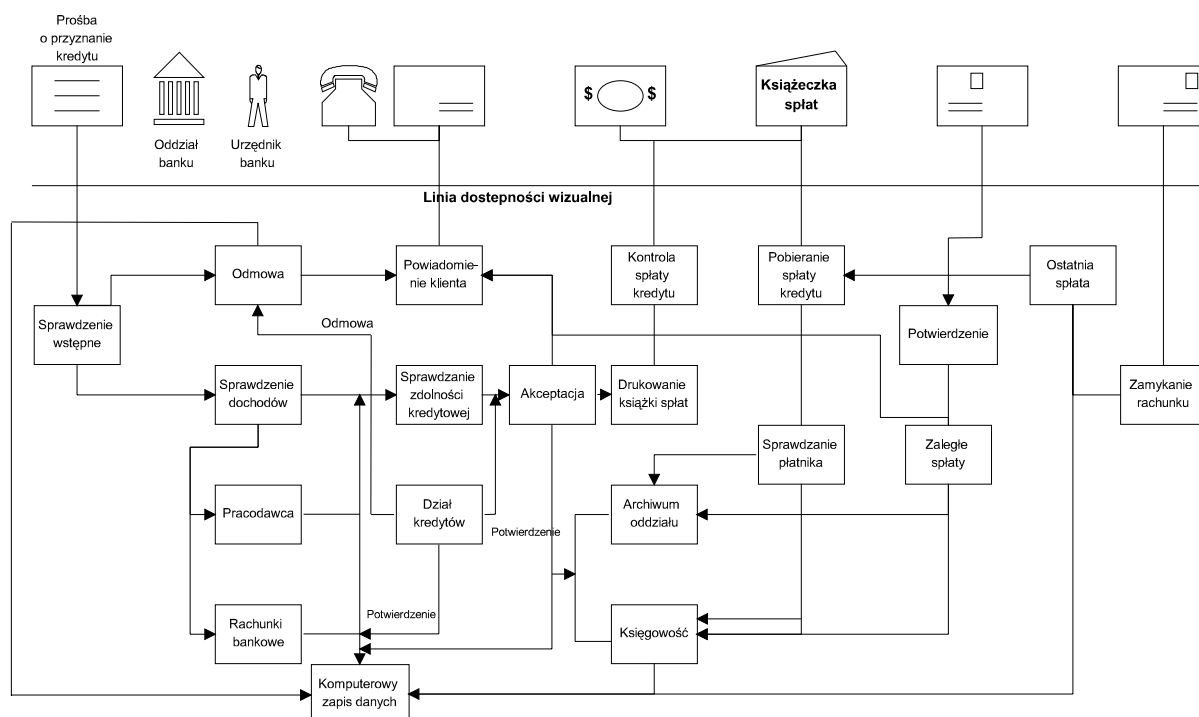 Prośba
o przyznanie
kredytu
Oddział
banku
Urzędnik
banku
$ $
Książeczka
spłat
Linia dostepności wizualnej
Odmowa
Powiadomie-
nie klienta
Kontrola
spłaty
kredytu
Pobieranie
spłaty
kredytu
Ostatnia
spłata
Sprawdzenie
wstępne
Odmowa
Potwierdzenie
Sprawdzenie
dochodów
Sprawdzanie
zdolności
kredytowej
Akceptacja
Drukowanie
książki spłat
Zamykanie
rachunku
Sprawdzanie
płatnika
Zaległe
spłaty
Pracodawca
Dział
kredytów
Potwierdzenie
Archiwum
oddziału
Rachunki
bankowe
Potwierdzenie
Księgowość
Komputerowy
zapis danych